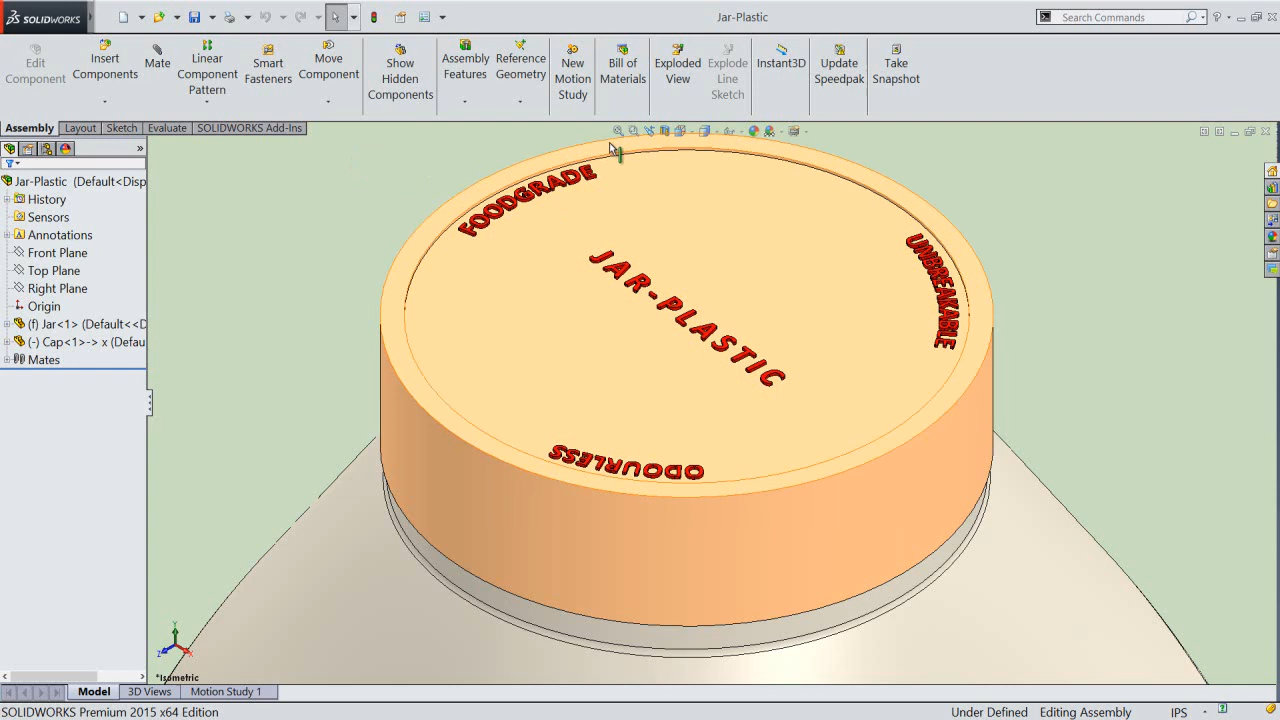 SOLIDWORKS
Jar-Plastic
Search Commands
Edit Component
Insert Components
Mate
Linear Component Pattern
Smart Fasteners
Move Component
Show Hidden Components
Assembly Features
Reference Geometry
New Motion Study
Bill of Materials
Exploded View
Explode Line Sketch
Instant3D
Update Speedpak
Take Snapshot
Assembly
Layout
Sketch
Evaluate
SOLIDWORKS Add-Ins
Jar-Plastic (Default<Disp
History
Sensors
Annotations
Front Plane
Top Plane
Right Plane
Origin
(f) Jar<1> (Default<<D
(-) Cap<1>-> x (Defau
Mates
FOODGRADE
UNBREAKABLE
JAR-PLASTIC
ODOURLESS
Y
Z
X
*Isometric
Model
3D Views
Motion Study 1
SOLIDWORKS Premium 2015 x64 Edition
Under Defined
Editing Assembly
IPS